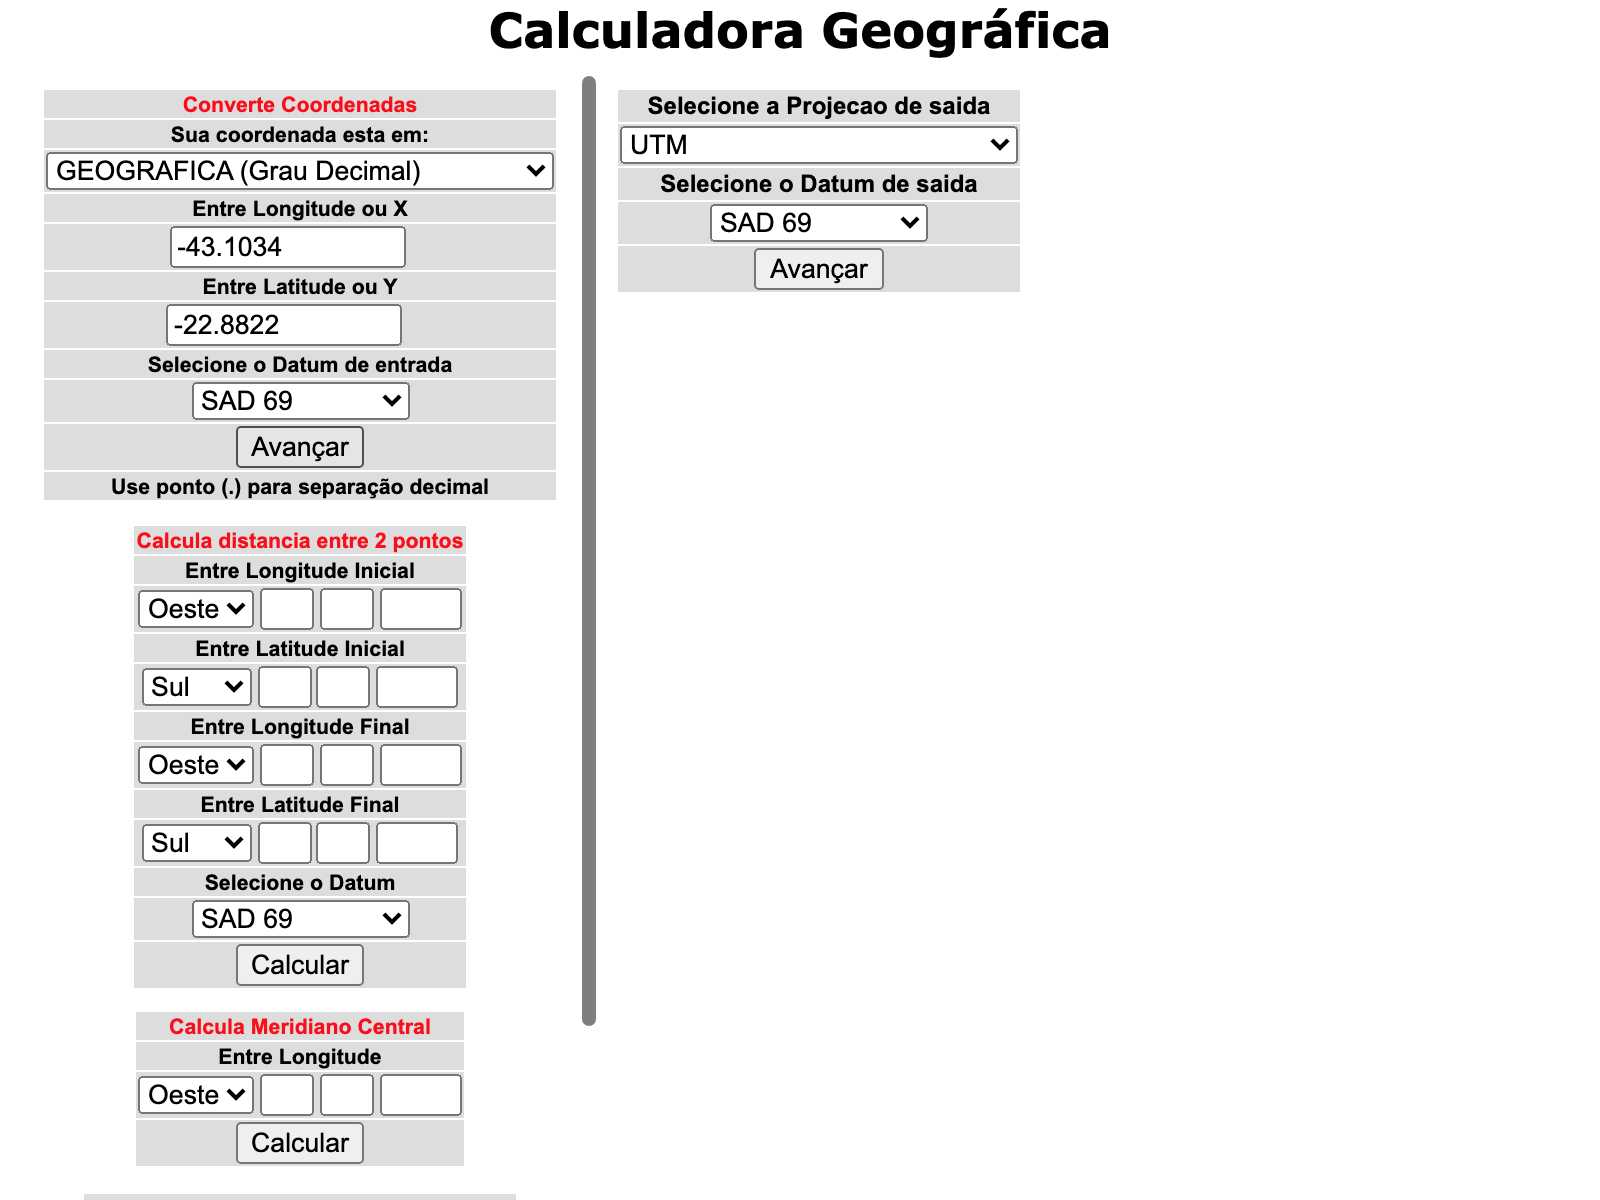 Calculadora Geográfica
Converte Coordenadas
Sua coordenada esta em:
GEOGRAFICA (Grau Decimal)
Entre Longitude ou X
-43.1034
Entre Latitude ou Y
-22.8822
Selecione o Datum de entrada
SAD 69
Avançar
Use ponto (.) para separação decimal
Calcula distancia entre 2 pontos
Entre Longitude Inicial
Oeste
Entre Latitude Inicial
Sul
Entre Longitude Final
Oeste
Entre Latitude Final
Sul
Selecione o Datum
SAD 69
Calcular
Calcula Meridiano Central
Entre Longitude
Oeste
Calcular
Selecione a Projecao de saida
UTM
Selecione o Datum de saida
SAD 69
Avançar